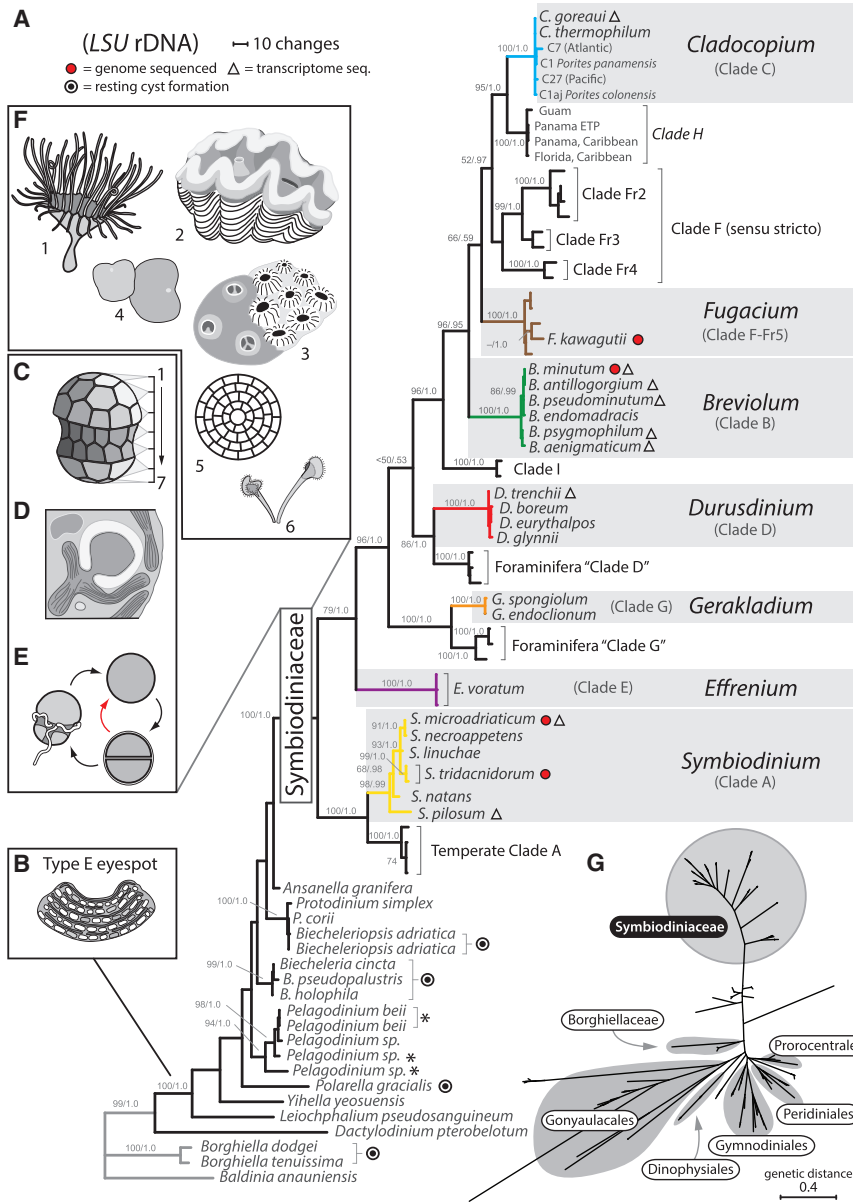 A
(LSU rDNA)
10 changes
= genome sequenced
= transcriptome seq.
= resting cyst formation
F
1
2
3
4
5
6
C
1
7
D
E
B
Type E eyespot
Symbiodiniaceae
C. goreaui
C. thermophilum
C7 (Atlantic)
C1 Porites panamensis
C27 (Pacific)
C1aj Porites colonensis
Cladocopium
(Clade C)
100/1.0
95/1.0
Guam
Panama ETP
Panama, Caribbean
Florida, Caribbean
Clade H
100/1.0
52/.97
100/1.0
Clade Fr2
99/1.0
Clade Fr3
Clade F (sensu stricto)
66/.59
100/1.0
Clade Fr4
100/1.0
Fugacium
(Clade F-Fr5)
F. kawagutii
–/1.0
96/.95
B. minutum
B. antillogorgium
B. pseudominutum
B. endomadracis
B. psygmophilum
B. aenigmaticum
86/.99
100/1.0
Breviolum
(Clade B)
96/1.0
100/1.0
Clade I
<50/.53
D. trenchii
D. boreum
D. eurythalpos
D. glynnii
100/1.0
Durusdinium
(Clade D)
86/1.0
100/1.0
Foraminifera “Clade D”
96/1.0
100/1.0
G. spongiolum
G. endoclionum
(Clade G)
Gerakladium
100/1.0
100/1.0
Foraminifera “Clade G”
79/1.0
100/1.0
E. voratum
(Clade E)
Effrenium
S. microadriaticum
S. necroappetens
S. linuchae
S. tridacnidorum
S. natans
S. pilosum
91/1.0
93/1.0
99/1.0
68/.98
98/.99
Symbiodinium
(Clade A)
100/1.0
100/1.0
74
Temperate Clade A
100/1.0
Ansanella granifera
100/1.0
Protodinium simplex
P. corii
Biecheleriopsis adriatica
Biecheleriopsis adriatica
99/1.0
Biecheleria cincta
B. pseudopalustris
B. holophila
98/1.0
94/1.0
Pelagodinium beii
Pelagodinium beii
*
Pelagodinium sp.
Pelagodinium sp. *
Pelagodinium sp. *
Polarella gracialis
100/1.0
Yihella yeosuensis
99/1.0
Leiochphalium pseudosanguineum
Dactylodinium pterobelotum
100/1.0
Borghiella dodgei
Borghiella tenuissima
Baldinia anauniensis
G
Symbiodiniaceae
Borghiellaceae
Prorocentrale
Peridiniales
Gonyaulacales
Gymnodiniales
Dinophysiales
genetic distance
0.4